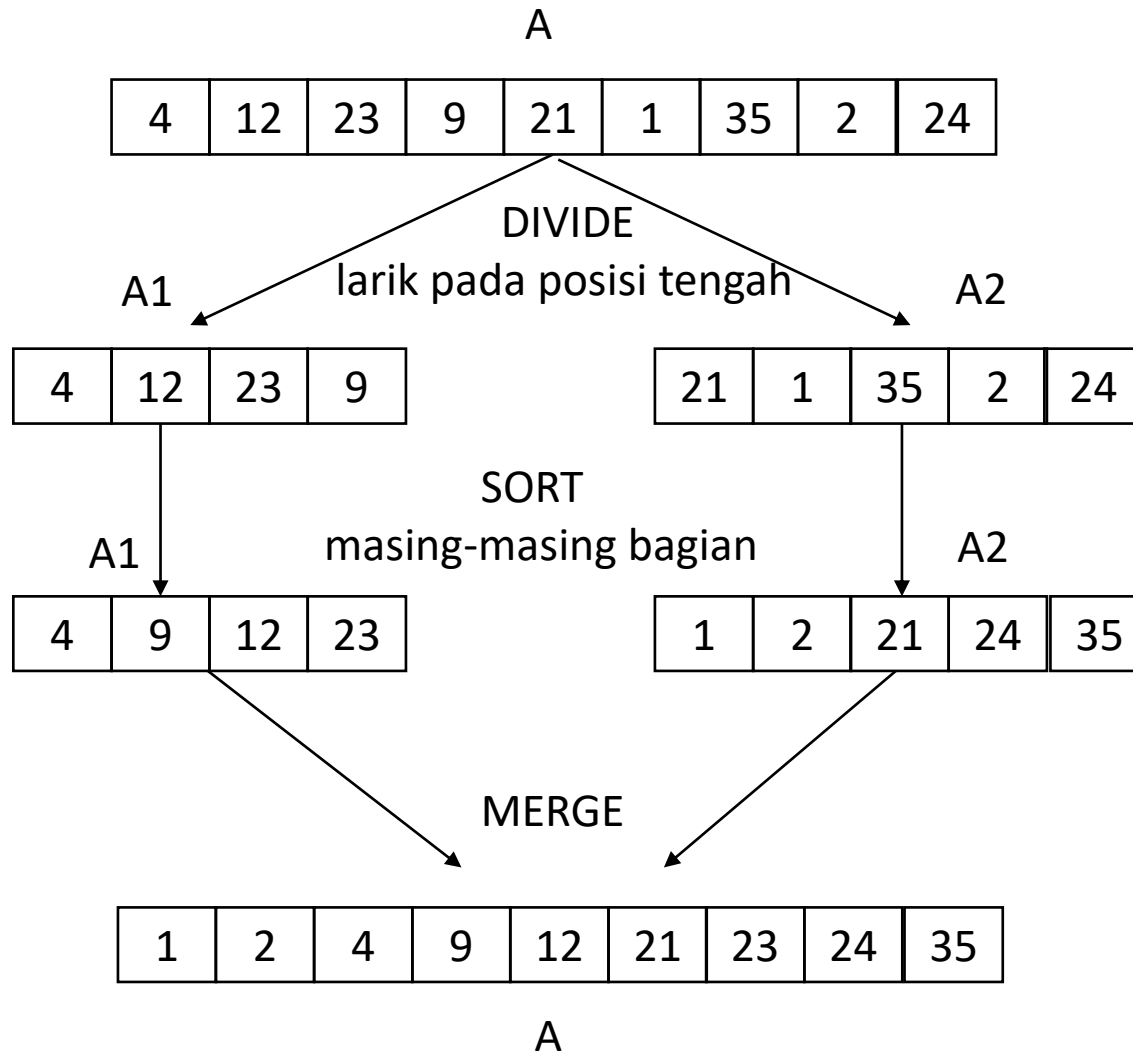 A
4 12 23 9 21 1 35 2 24
DIVIDE
larik pada posisi tengah
A1 A2
4 12 23 9 21 1 35 2 24
SORT
masing-masing bagian
A1 A2
4 9 12 23 1 2 21 24 35
MERGE
1 2 4 9 12 21 23 24 35
A